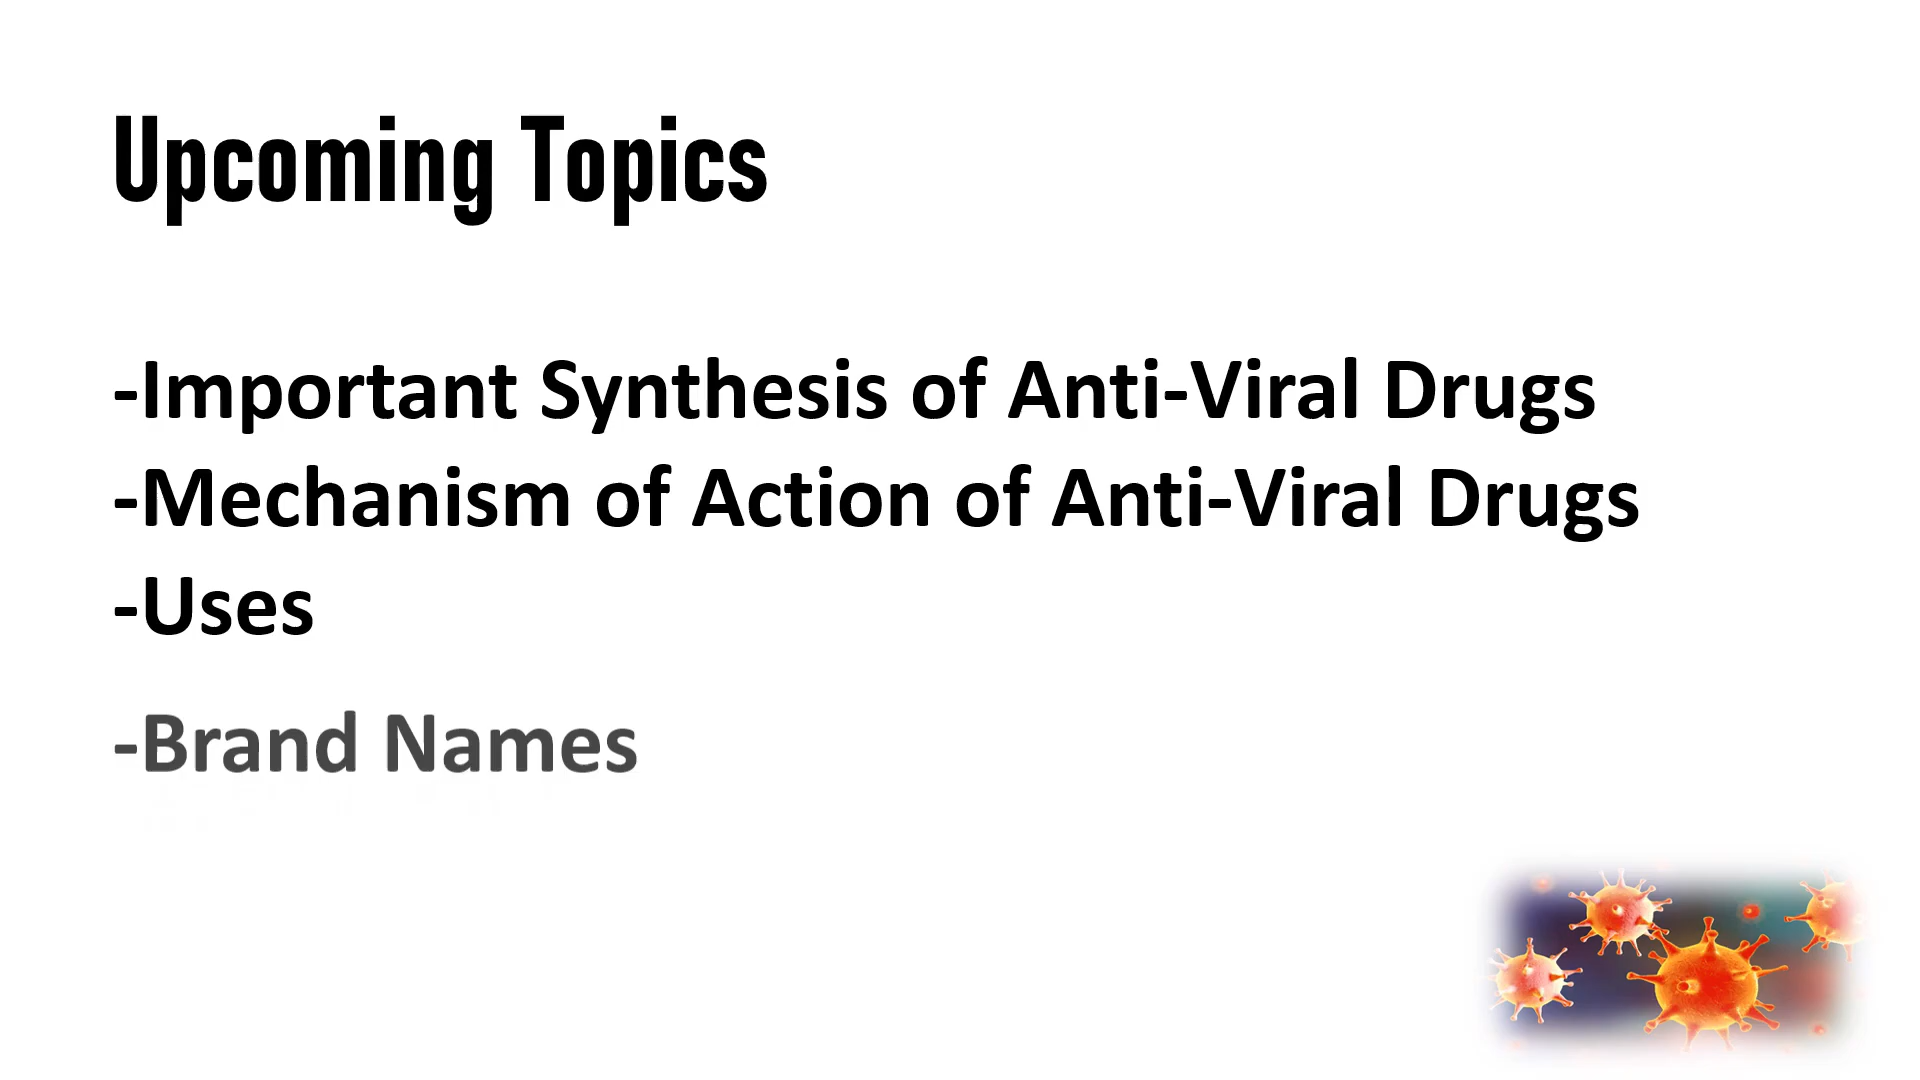 Upcoming Topics
-Important Synthesis of Anti-Viral Drugs
-Mechanism of Action of Anti-Viral Drugs
-Uses
-Brand Names